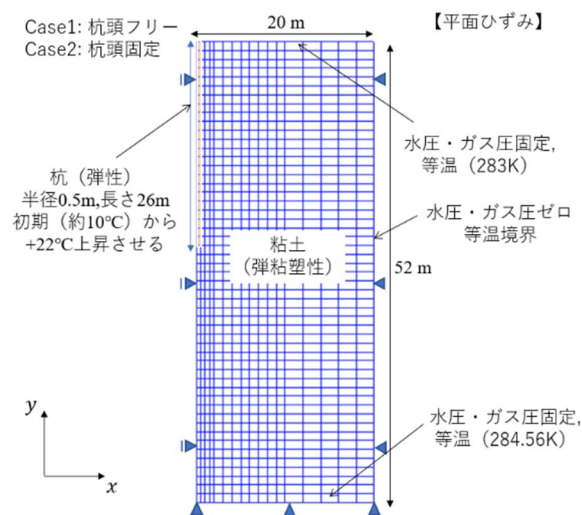 Case1: 杭頭フリー
Case2: 杭頭固定
20 m
【平面ひずみ】
水圧・ガス圧固定,
等温（283K）
杭（弾性）
半径0.5m,長さ26m
初期（約10℃）から
+22℃上昇させる
水圧・ガス圧ゼロ
等温境界
粘土
（弾粘塑性）
52 m
水圧・ガス圧固定,
等温（284.56K）
y
x